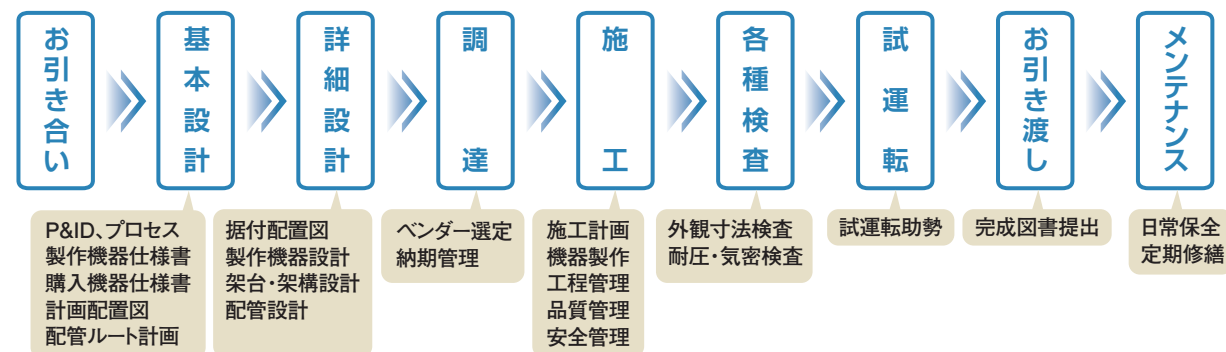 お引き合い
基本設計
詳細設計
調達
施工
各種検査
試運転
お引き渡し
メンテナンス
P&ID、プロセス
製作機器仕様書
購入機器仕様書
計画配置図
配管ルート計画
据付配置図
製作機器設計
架台・架構設計
配管設計
ベンダー選定
納期管理
施工計画
機器製作
工程管理
品質管理
安全管理
外観寸法検査
耐圧・気密検査
試運転助勢
完成図書提出
日常保全
定期修繕